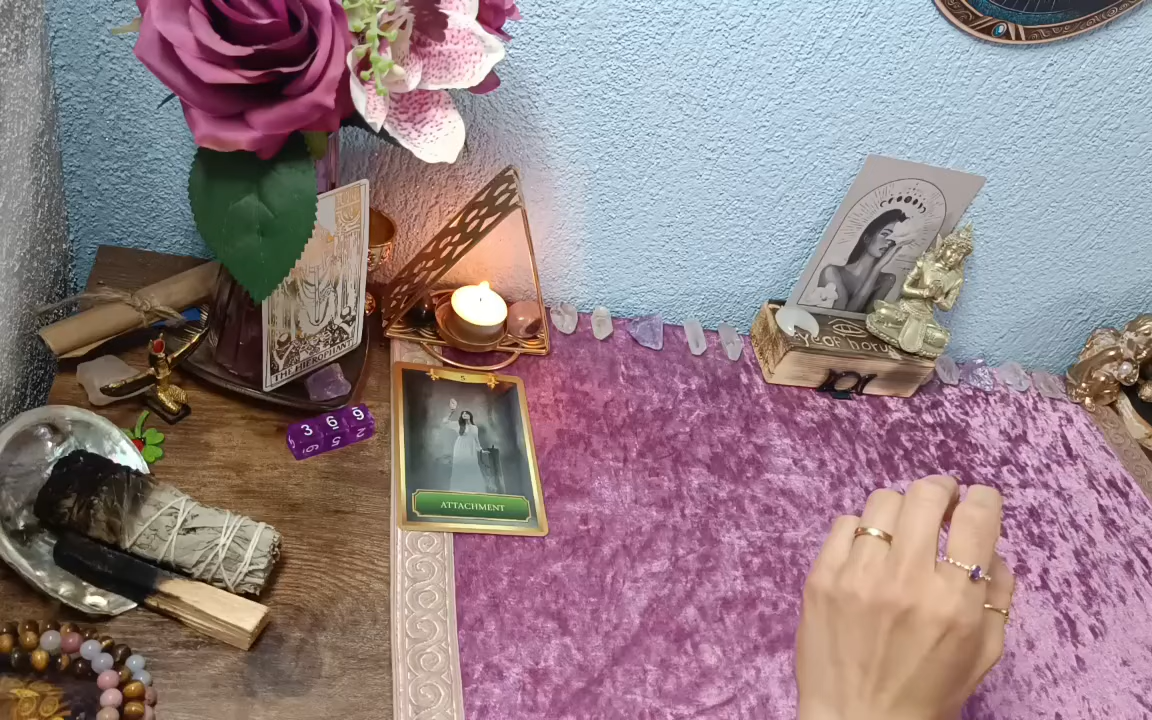 THE HIEROPHANT
3 6 9
5
ATTACHMENT
eye of horus